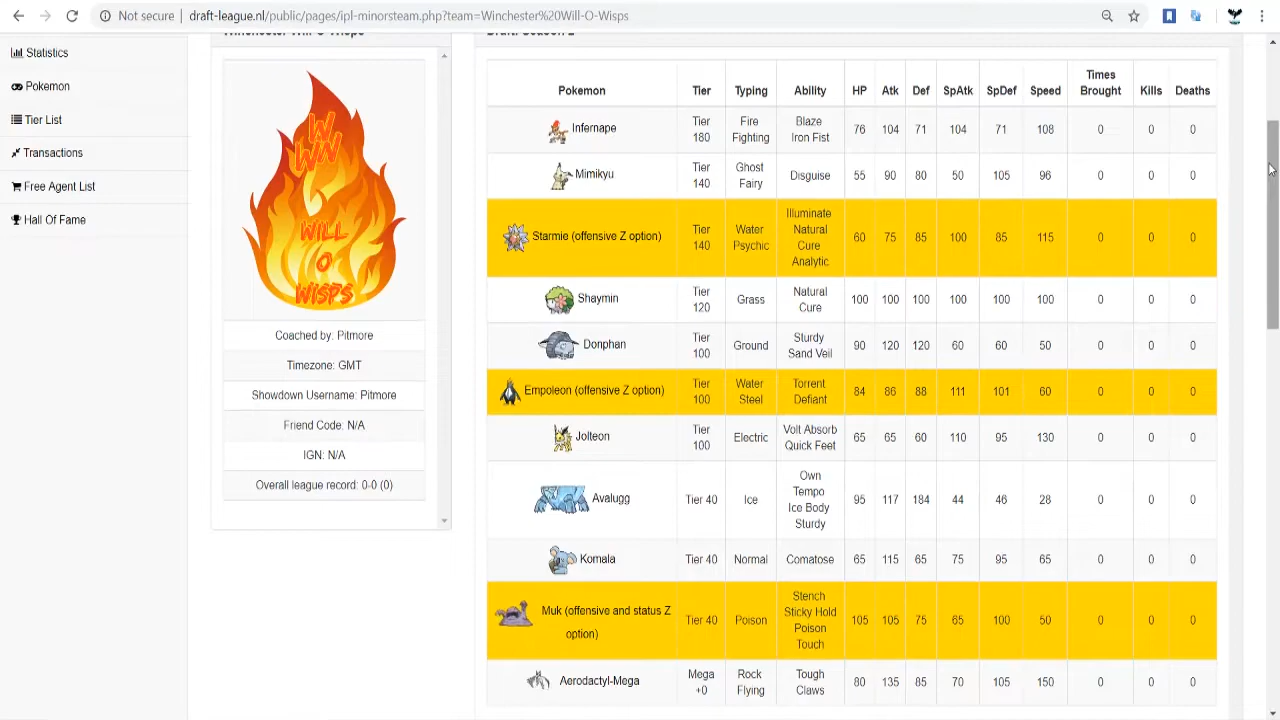 Not secure | draft-league.nl/public/pages/ipl-minorsteam.php?team=Winchester%20Will-O-Wisps
Statistics
Pokemon
Tier List
Transactions
Free Agent List
Hall Of Fame
Winchester Will-O-Wisps
W
WW
WILL
O
WISPS
Coached by: Pitmore
Timezone: GMT
Showdown Username: Pitmore
Friend Code: N/A
IGN: N/A
Overall league record: 0-0 (0)
Draft: Season 2
Pokemon Tier Typing Ability HP Atk Def SpAtk SpDef Speed Times Brought Kills Deaths
Infernape Tier 180 Fire Fighting Blaze Iron Fist 76 104 71 104 71 108 0 0 0
Mimikyu Tier 140 Ghost Fairy Disguise 55 90 80 50 105 96 0 0 0
Starmie (offensive Z option) Tier 140 Water Psychic Illuminate Natural Cure Analytic 60 75 85 100 85 115 0 0 0
Shaymin Tier 120 Grass Natural Cure 100 100 100 100 100 100 0 0 0
Donphan Tier 100 Ground Sturdy Sand Veil 90 120 120 60 60 50 0 0 0
Empoleon (offensive Z option) Tier 100 Water Steel Torrent Defiant 84 86 88 111 101 60 0 0 0
Jolteon Tier 100 Electric Volt Absorb Quick Feet 65 65 60 110 95 130 0 0 0
Avalugg Tier 40 Ice Own Tempo Ice Body Sturdy 95 117 184 44 46 28 0 0 0
Komala Tier 40 Normal Comatose 65 115 65 75 95 65 0 0 0
Muk (offensive and status Z option) Tier 40 Poison Stench Sticky Hold Poison Touch 105 105 75 65 100 50 0 0 0
Aerodactyl-Mega Mega +0 Rock Flying Tough Claws 80 135 85 70 105 150 0 0 0